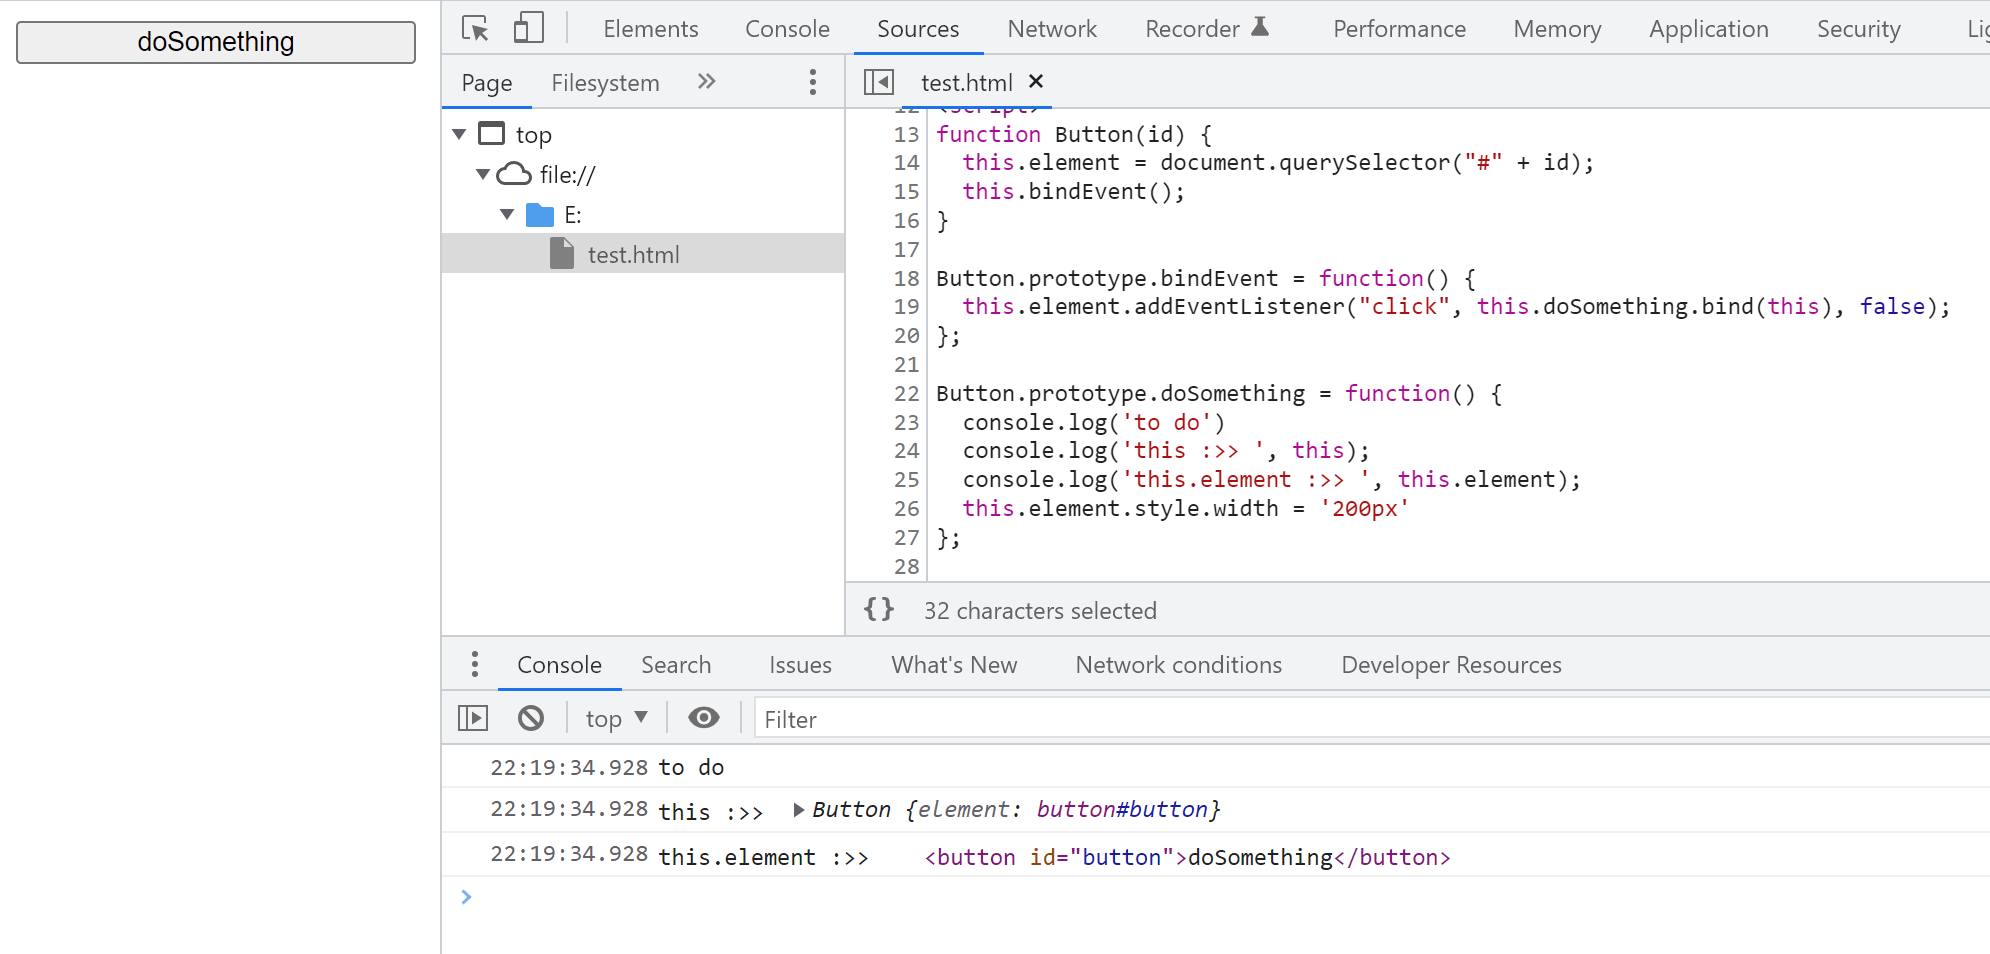 doSomething
Elements Console Sources Network Recorder Performance Memory Application Security Lig
Page Filesystem
test.html
top
file://
E:
test.html
12 <script>
13 function Button(id) {
14   this.element = document.querySelector("#" + id);
15   this.bindEvent();
16 }
17
18 Button.prototype.bindEvent = function() {
19   this.element.addEventListener("click", this.doSomething.bind(this), false);
20 };
21
22 Button.prototype.doSomething = function() {
23   console.log('to do')
24   console.log('this :>> ', this);
25   console.log('this.element :>> ', this.element);
26   this.element.style.width = '200px'
27 };
28
{} 32 characters selected
Console Search Issues What's New Network conditions Developer Resources
top Filter
22:19:34.928 to do
22:19:34.928 this :>> Button {element: button#button}
22:19:34.928 this.element :>> <button id="button">doSomething</button>